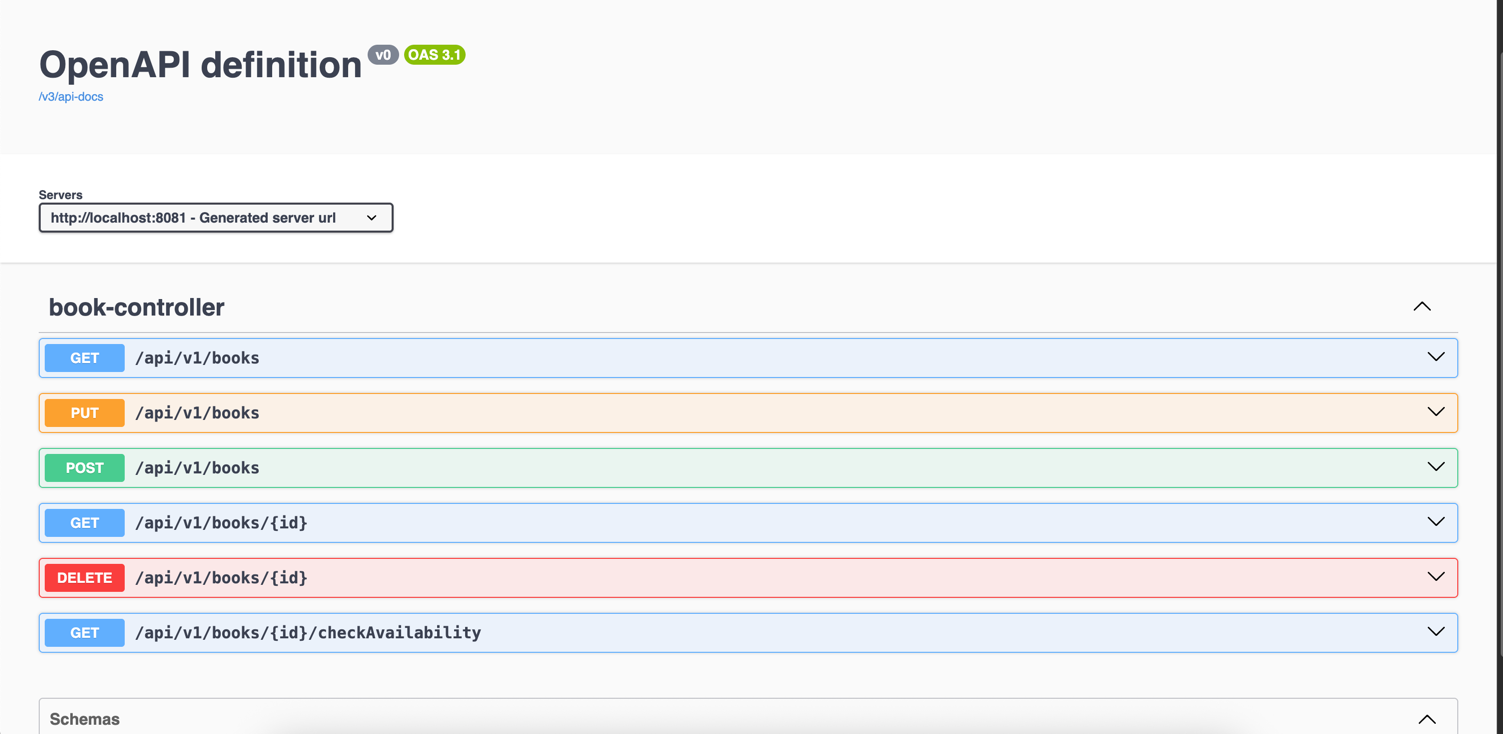 OpenAPI definition v0 OAS 3.1
/v3/api-docs
Servers
http://localhost:8081 - Generated server url
book-controller
GET /api/v1/books
PUT /api/v1/books
POST /api/v1/books
GET /api/v1/books/{id}
DELETE /api/v1/books/{id}
GET /api/v1/books/{id}/checkAvailability
Schemas